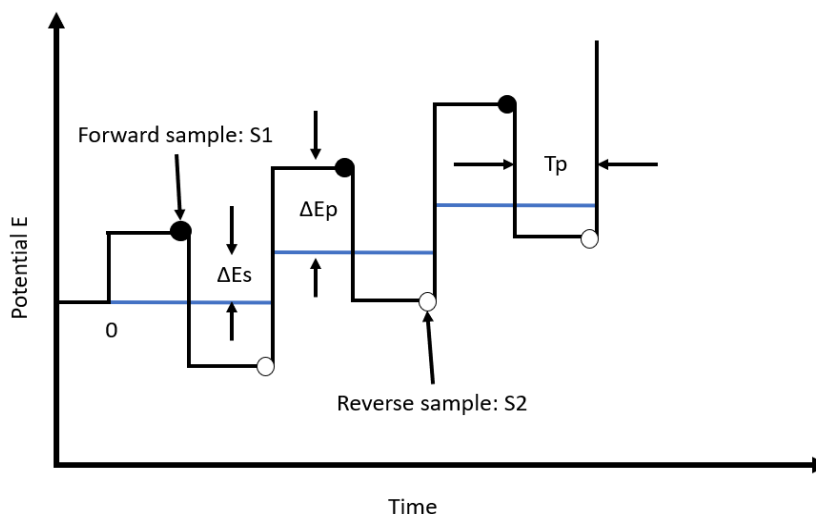 Forward sample: S1
Tp
ΔEp
ΔEs
Potential E
0
Reverse sample: S2
Time